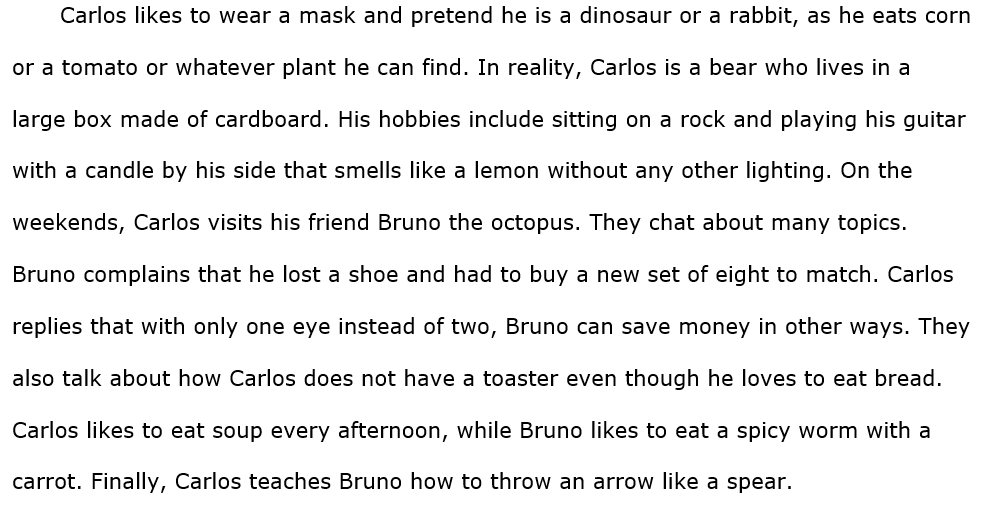 Carlos likes to wear a mask and pretend he is a dinosaur or a rabbit, as he eats corn
or a tomato or whatever plant he can find. In reality, Carlos is a bear who lives in a
large box made of cardboard. His hobbies include sitting on a rock and playing his guitar
with a candle by his side that smells like a lemon without any other lighting. On the
weekends, Carlos visits his friend Bruno the octopus. They chat about many topics.
Bruno complains that he lost a shoe and had to buy a new set of eight to match. Carlos
replies that with only one eye instead of two, Bruno can save money in other ways. They
also talk about how Carlos does not have a toaster even though he loves to eat bread.
Carlos likes to eat soup every afternoon, while Bruno likes to eat a spicy worm with a
carrot. Finally, Carlos teaches Bruno how to throw an arrow like a spear.